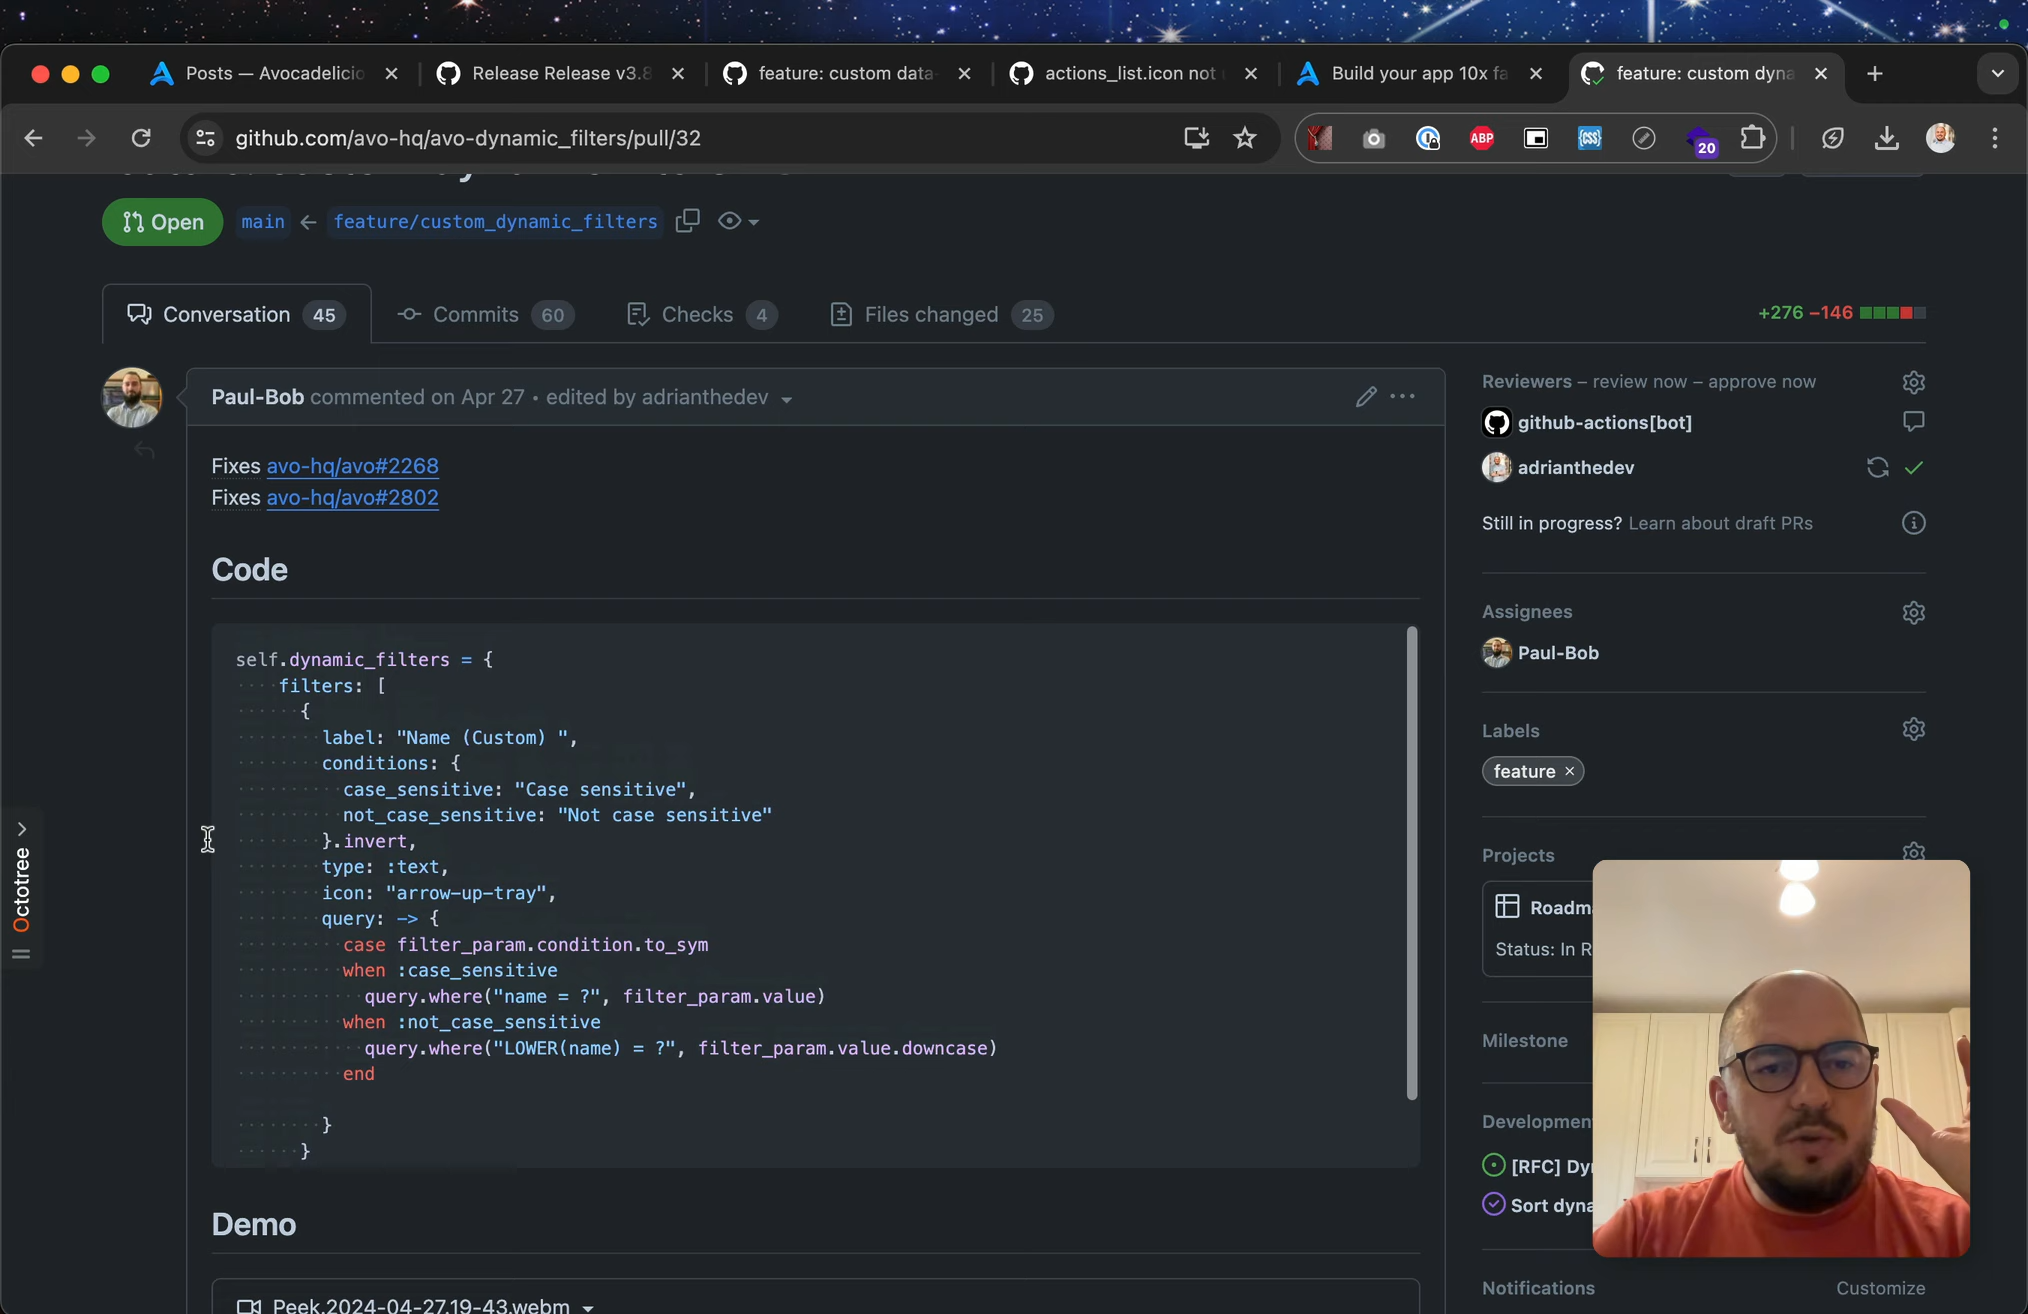 Posts — Avocadelicio
Release Release v3.8
feature: custom data-
actions_list.icon not
Build your app 10x fa
feature: custom dyna
github.com/avo-hq/avo-dynamic_filters/pull/32
ABP
{css}
20
Open
main ← feature/custom_dynamic_filters
Conversation 45
Commits 60
Checks 4
Files changed 25
+276 −146
Paul-Bob commented on Apr 27 • edited by adrianthedev
Fixes avo-hq/avo#2268
Fixes avo-hq/avo#2802
Code
self.dynamic_filters = {
filters: [
{
label: "Name (Custom) ",
conditions: {
case_sensitive: "Case sensitive",
not_case_sensitive: "Not case sensitive"
}.invert,
type: :text,
icon: "arrow-up-tray",
query: -> {
case filter_param.condition.to_sym
when :case_sensitive
query.where("name = ?", filter_param.value)
when :not_case_sensitive
query.where("LOWER(name) = ?", filter_param.value.downcase)
end
}
}
Demo
Peek.2024-04-27.19-43.webm
Octotree
Reviewers – review now – approve now
github-actions[bot]
adrianthedev
Still in progress? Learn about draft PRs
Assignees
Paul-Bob
Labels
feature ×
Projects
Roadm
Status: In R
Milestone
Developmen
[RFC] Dy
Sort dyna
Notifications
Customize